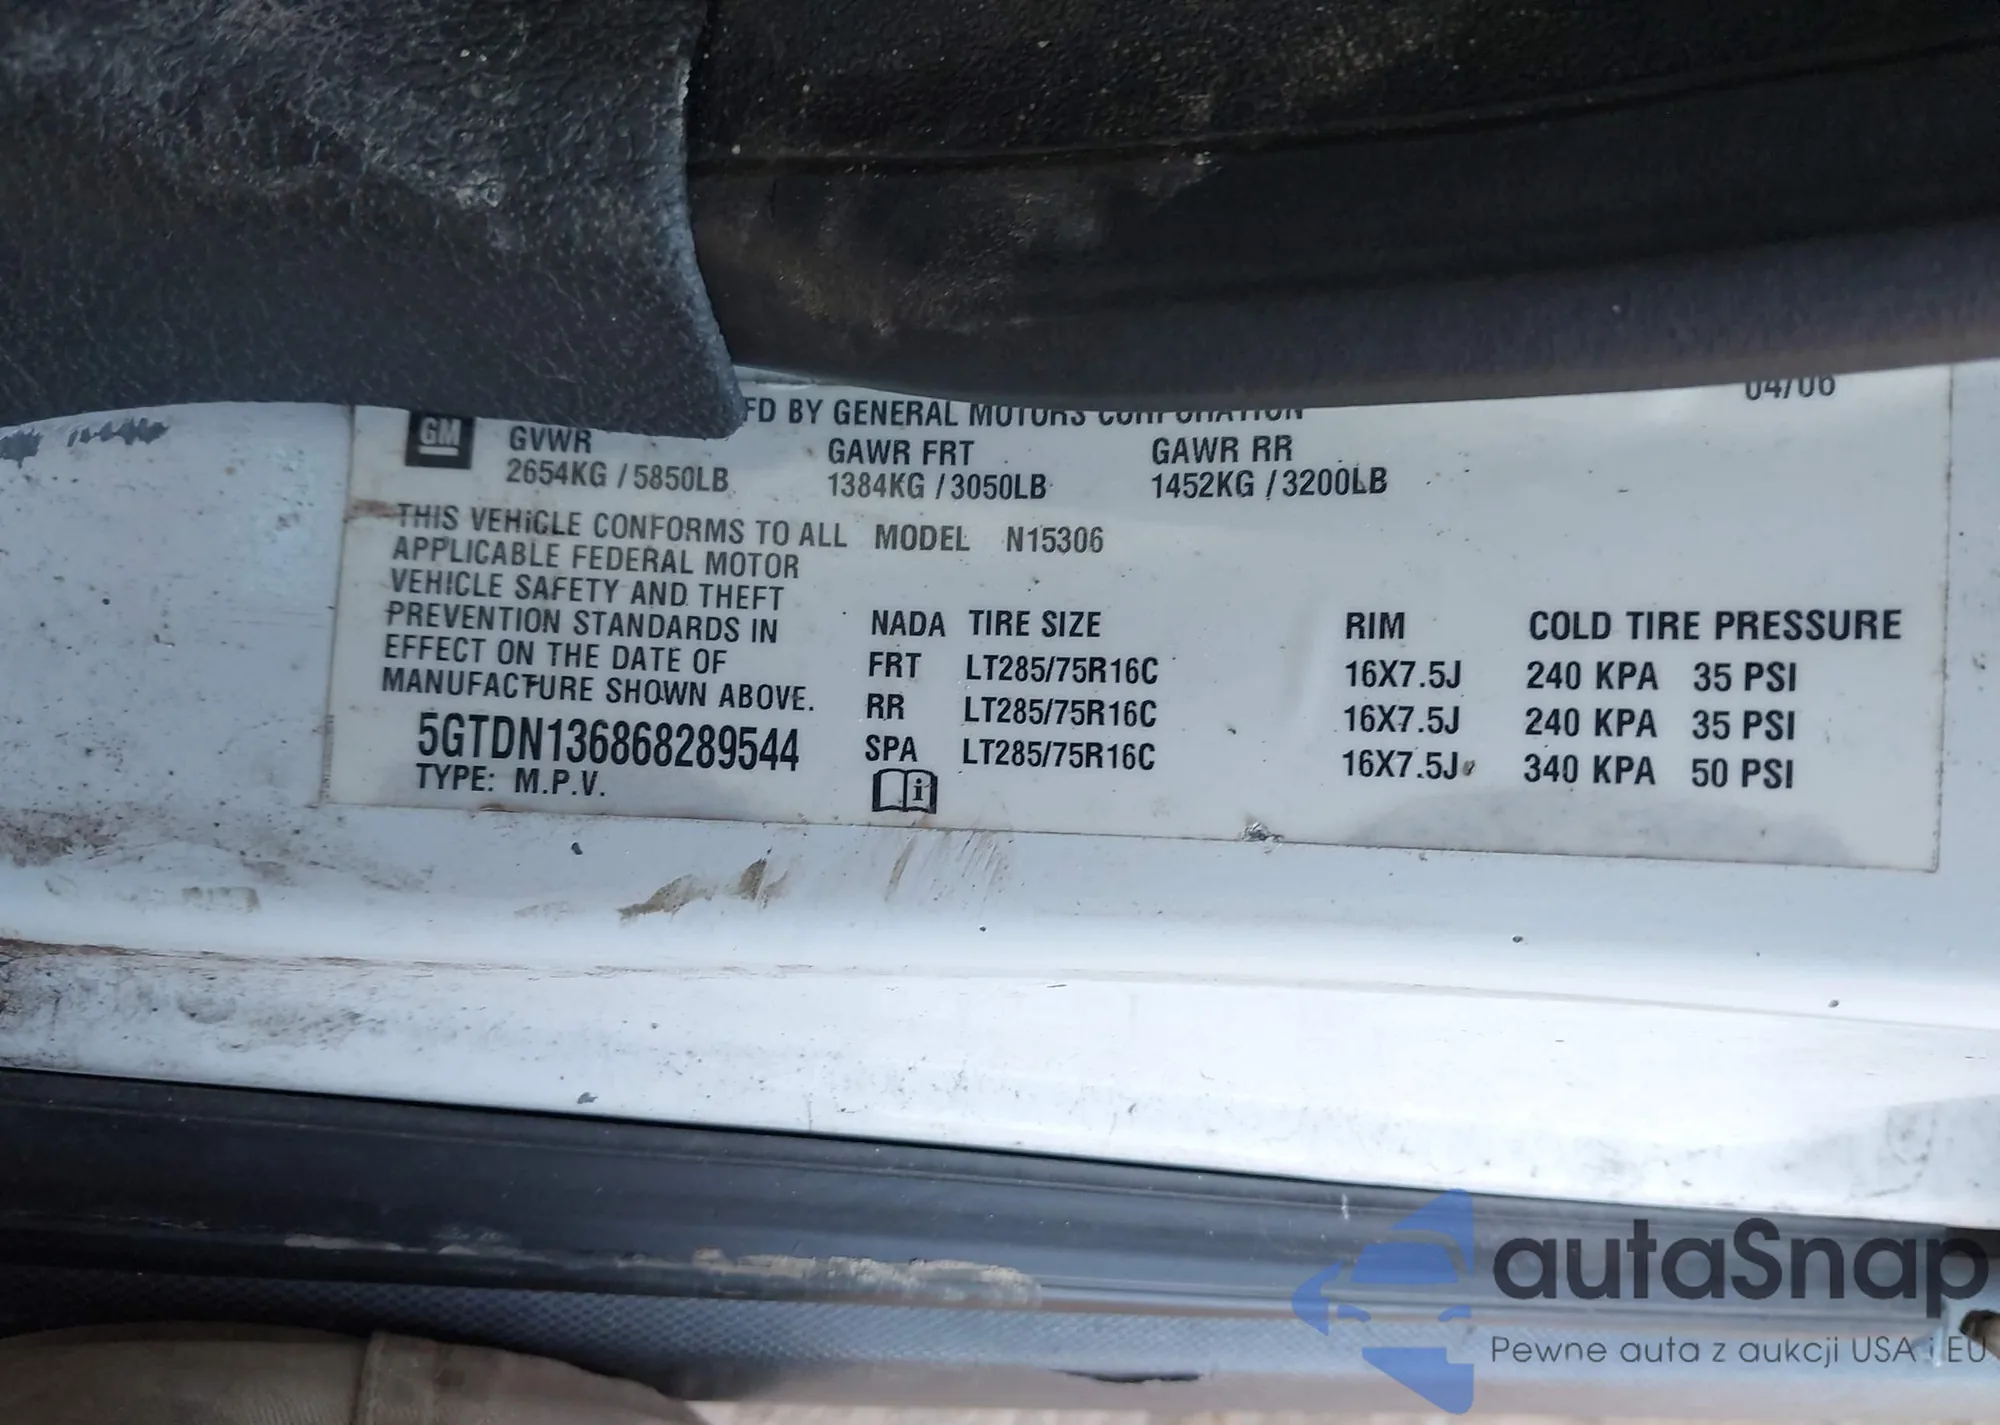 04/06
FD BY GENERAL MOTORS CORPORATION
GM
GVWR GAWR FRT GAWR RR
2654KG / 5850LB 1384KG / 3050LB 1452KG / 3200LB
THIS VEHICLE CONFORMS TO ALL MODEL N15306
APPLICABLE FEDERAL MOTOR
VEHICLE SAFETY AND THEFT
PREVENTION STANDARDS IN
EFFECT ON THE DATE OF
MANUFACTURE SHOWN ABOVE.
NADA TIRE SIZE RIM COLD TIRE PRESSURE
FRT LT285/75R16C 16X7.5J 240 KPA 35 PSI
RR LT285/75R16C 16X7.5J 240 KPA 35 PSI
SPA LT285/75R16C 16X7.5J 340 KPA 50 PSI
5GTDN136868289544
TYPE: M.P.V.
i
autaSnap
Pewne auta z aukcji USA i EU